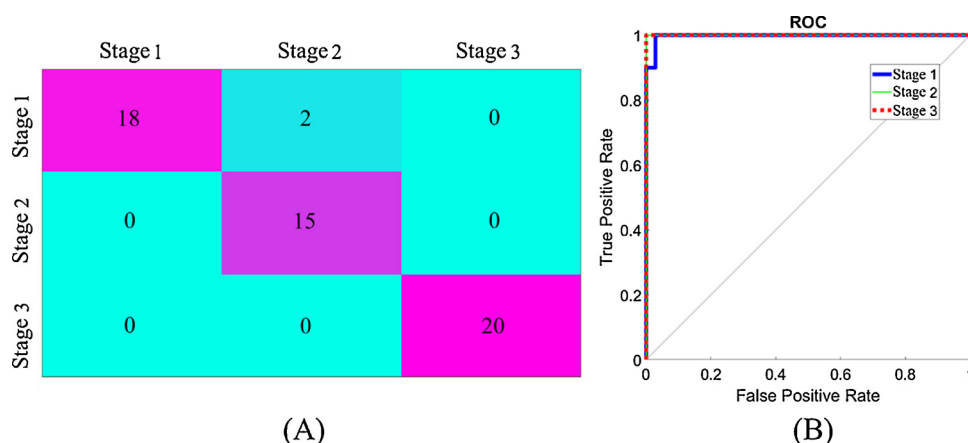 Stage 1 Stage 2 Stage 3
Stage 1 18 2 0
Stage 2 0 15 0
Stage 3 0 0 20
(A)
ROC
1
0.8
0.6
0.4
0.2
0
True Positive Rate
Stage 1
Stage 2
Stage 3
0 0.2 0.4 0.6 0.8 1
False Positive Rate
(B)